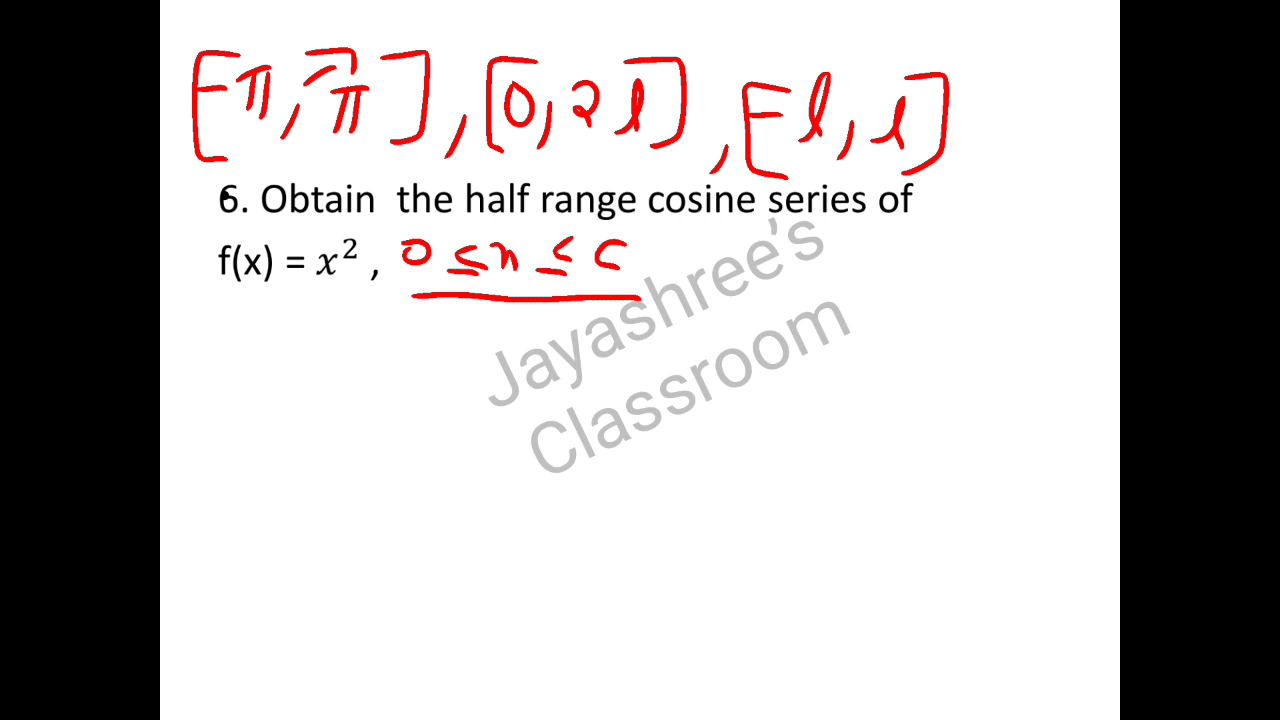 [-π, π], [0, 2l], [-l, l]
6. Obtain the half range cosine series of
f(x) = x², 0 ≤ x ≤ c
Jayashree's
Classroom